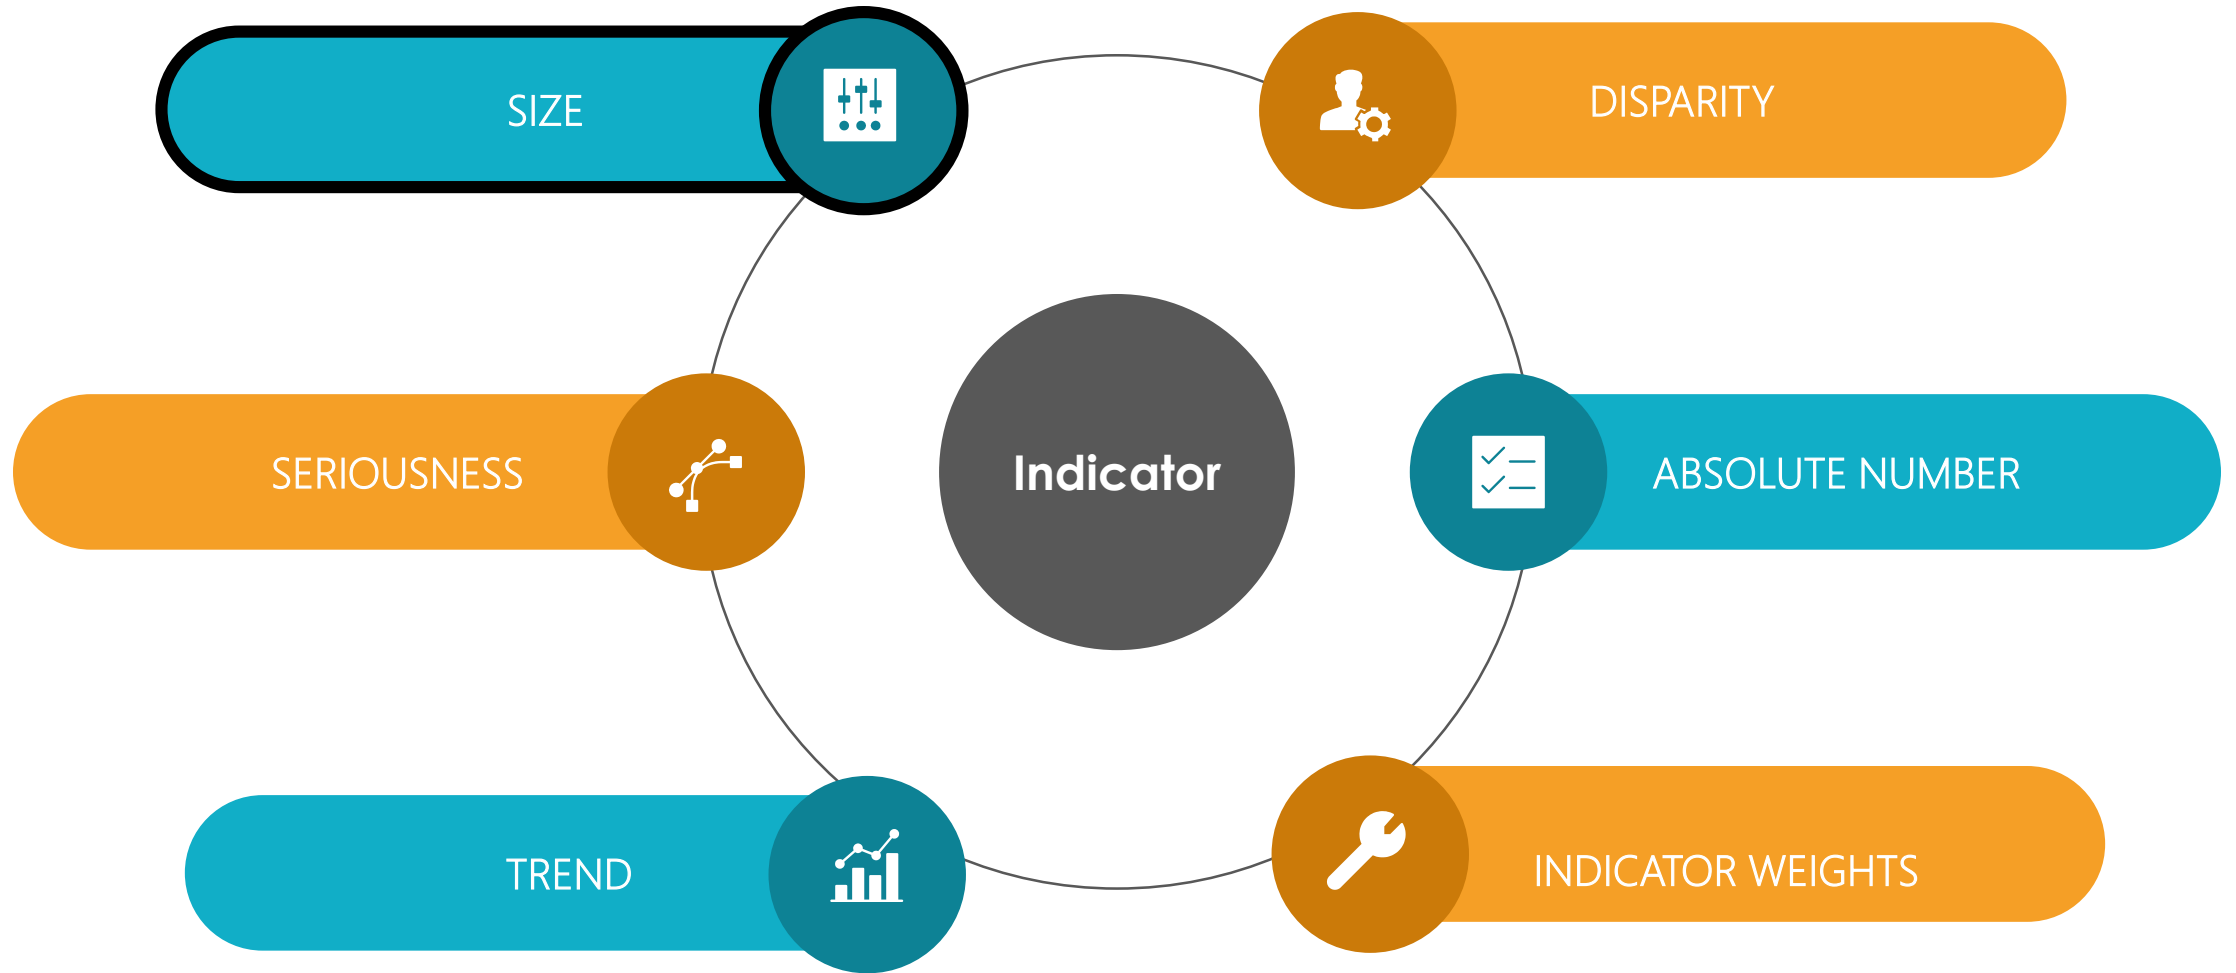 SIZE
DISPARITY
SERIOUSNESS
Indicator
ABSOLUTE NUMBER
TREND
INDICATOR WEIGHTS